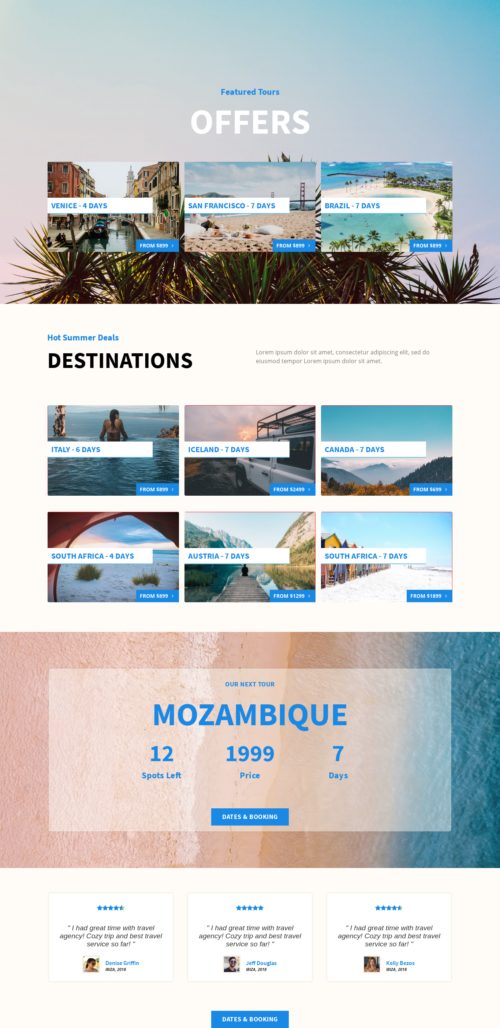 Featured Tours
OFFERS
VENICE - 4 DAYS
FROM $899 ›
SAN FRANCISCO - 7 DAYS
FROM $899 ›
BRAZIL - 7 DAYS
FROM $899 ›
Hot Summer Deals
DESTINATIONS
Lorem ipsum dolor sit amet, consectetur adipiscing elit, sed do
eiusmod tempor Lorem ipsum dolor sit amet.
ITALY - 6 DAYS
FROM $899 ›
ICELAND - 7 DAYS
FROM $2499 ›
CANADA - 7 DAYS
FROM $699 ›
SOUTH AFRICA - 4 DAYS
FROM $899 ›
AUSTRIA - 7 DAYS
FROM $1299 ›
SOUTH AFRICA - 7 DAYS
FROM $1899 ›
OUR NEXT TOUR
MOZAMBIQUE
12 1999 7
Spots Left Price Days
DATES & BOOKING
" I had great time with travel
agency! Cozy trip and best travel
service so far! "
Denise Griffin
IBIZA, 2018
" I had great time with travel
agency! Cozy trip and best travel
service so far! "
Jeff Douglas
IBIZA, 2018
" I had great time with travel
agency! Cozy trip and best travel
service so far! "
Kolly Bezos
IBIZA, 2018
DATES & BOOKING